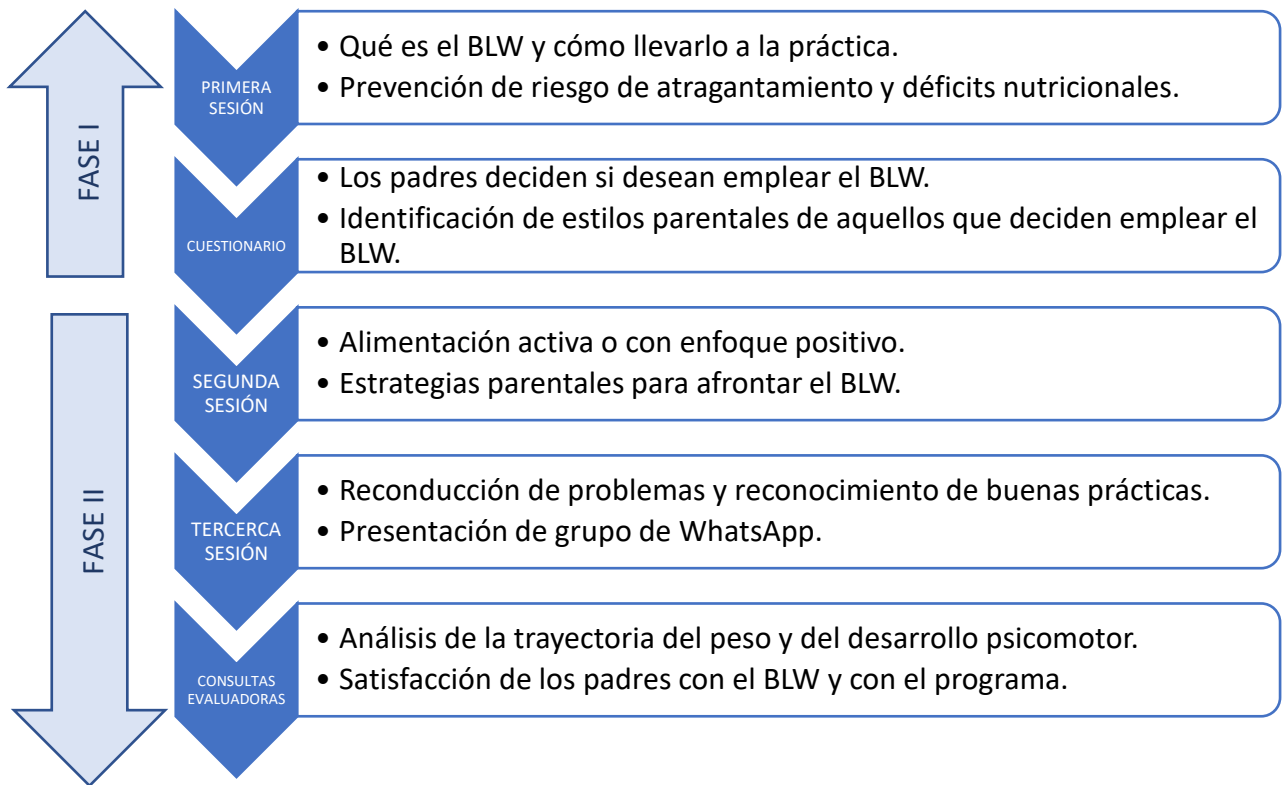 FASE I
PRIMERA
SESIÓN
• Qué es el BLW y cómo llevarlo a la práctica.
• Prevención de riesgo de atragantamiento y déficits nutricionales.
CUESTIONARIO
• Los padres deciden si desean emplear el BLW.
• Identificación de estilos parentales de aquellos que deciden emplear el
BLW.
FASE II
SEGUNDA
SESIÓN
• Alimentación activa o con enfoque positivo.
• Estrategias parentales para afrontar el BLW.
TERCERCA
SESIÓN
• Reconducción de problemas y reconocimiento de buenas prácticas.
• Presentación de grupo de WhatsApp.
CONSULTAS
EVALUADORAS
• Análisis de la trayectoria del peso y del desarrollo psicomotor.
• Satisfacción de los padres con el BLW y con el programa.